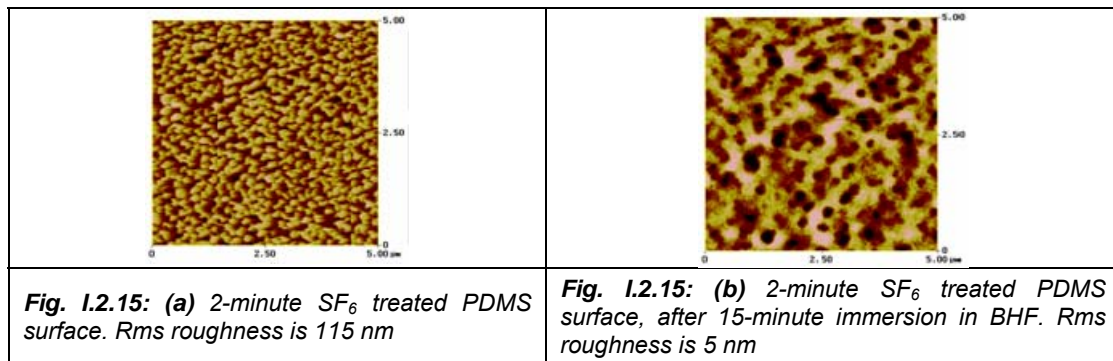 5.00
2.50
0
0 2.50 5.00 μm
Fig. I.2.15: (a) 2-minute SF6 treated PDMS
surface. Rms roughness is 115 nm
5.00
2.50
0
0 2.50 5.00 μm
Fig. I.2.15: (b) 2-minute SF6 treated PDMS
surface, after 15-minute immersion in BHF. Rms
roughness is 5 nm